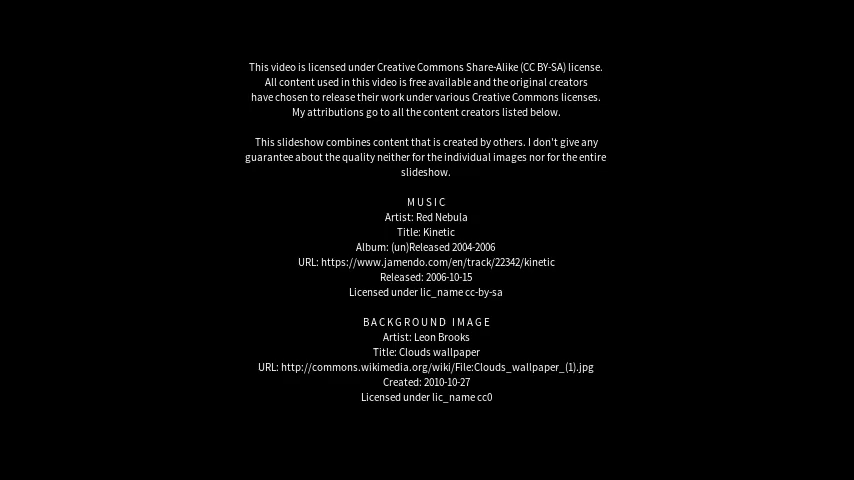 This video is licensed under Creative Commons Share-Alike (CC BY-SA) license.
All content used in this video is free available and the original creators
have chosen to release their work under various Creative Commons licenses.
My attributions go to all the content creators listed below.
This slideshow combines content that is created by others. I don't give any
guarantee about the quality neither for the individual images nor for the entire
slideshow.
MUSIC
Artist: Red Nebula
Title: Kinetic
Album: (un)Released 2004-2006
URL: https://www.jamendo.com/en/track/22342/kinetic
Released: 2006-10-15
Licensed under lic_name cc-by-sa
BACKGROUND IMAGE
Artist: Leon Brooks
Title: Clouds wallpaper
URL: http://commons.wikimedia.org/wiki/File:Clouds_wallpaper_(1).jpg
Created: 2010-10-27
Licensed under lic_name cc0